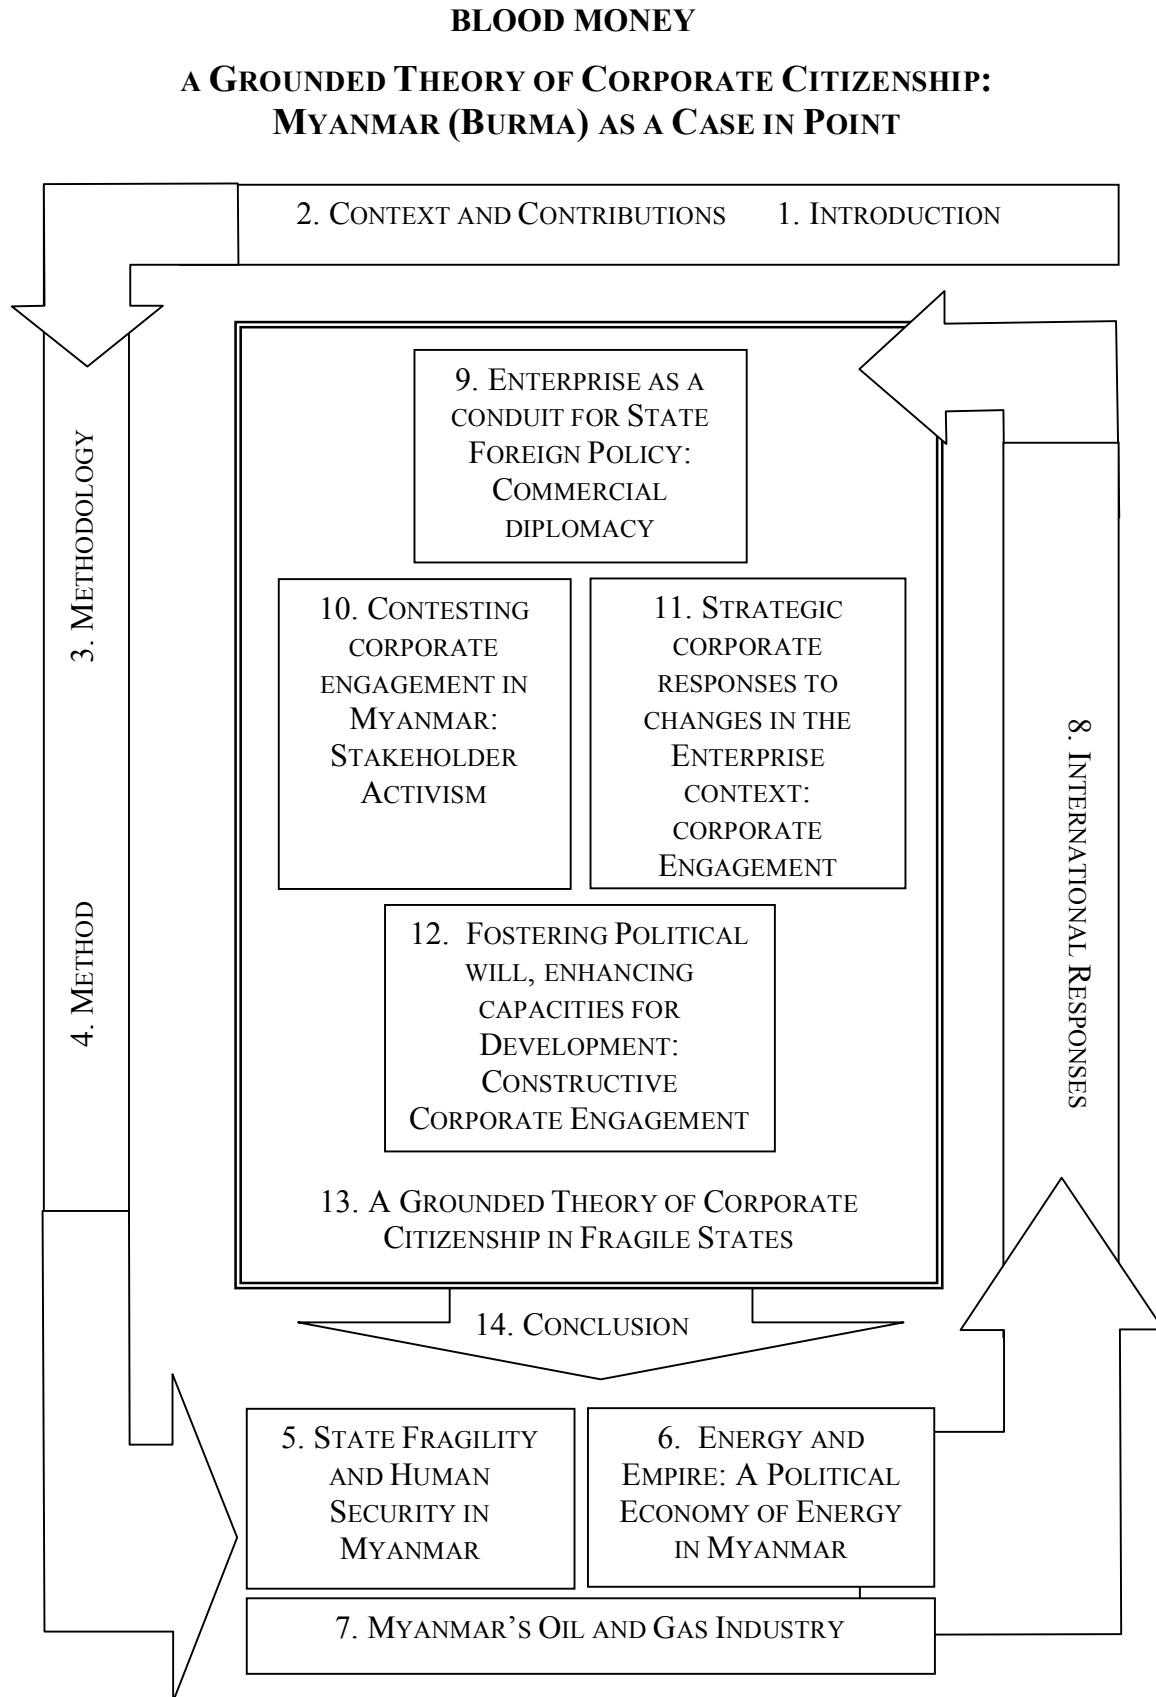 BLOOD MONEY
A GROUNDED THEORY OF CORPORATE CITIZENSHIP:
MYANMAR (BURMA) AS A CASE IN POINT
2. CONTEXT AND CONTRIBUTIONS 1. INTRODUCTION
3. METHODOLOGY
4. METHOD
9. ENTERPRISE AS A
CONDUIT FOR STATE
FOREIGN POLICY:
COMMERCIAL
DIPLOMACY
10. CONTESTING
CORPORATE
ENGAGEMENT IN
MYANMAR:
STAKEHOLDER
ACTIVISM
11. STRATEGIC
CORPORATE
RESPONSES TO
CHANGES IN THE
ENTERPRISE
CONTEXT:
CORPORATE
ENGAGEMENT
12. FOSTERING POLITICAL
WILL, ENHANCING
CAPACITIES FOR
DEVELOPMENT:
CONSTRUCTIVE
CORPORATE ENGAGEMENT
13. A GROUNDED THEORY OF CORPORATE
CITIZENSHIP IN FRAGILE STATES
8. INTERNATIONAL RESPONSES
14. CONCLUSION
5. STATE FRAGILITY
AND HUMAN
SECURITY IN
MYANMAR
6. ENERGY AND
EMPIRE: A POLITICAL
ECONOMY OF ENERGY
IN MYANMAR
7. MYANMAR'S OIL AND GAS INDUSTRY